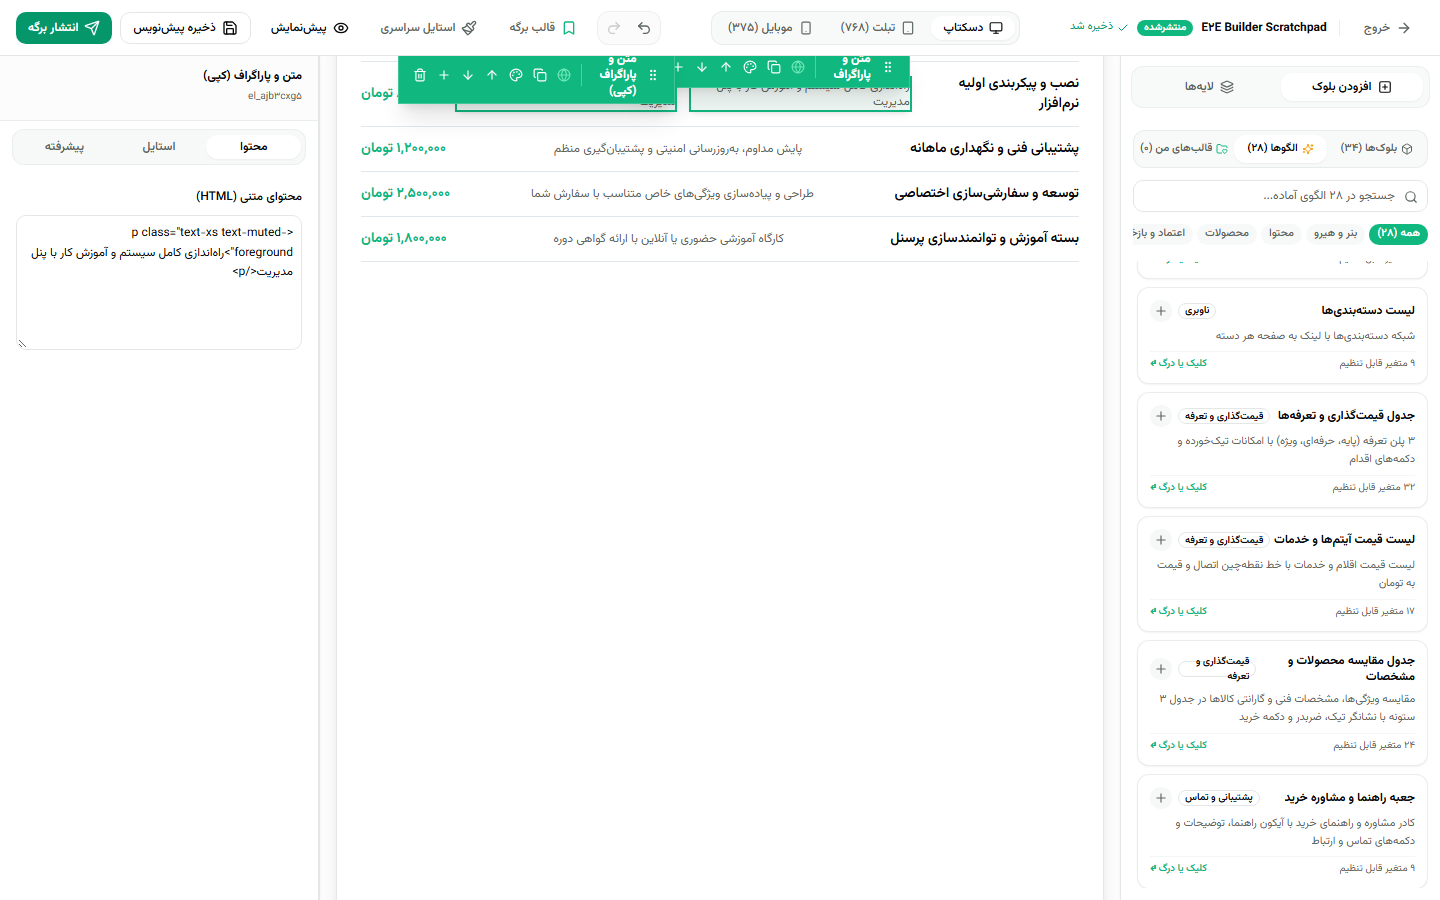 خروج
E2E Builder Scratchpad
منتشرشده
ذخیره شد
دسکتاپ
تبلت (۷۶۸)
موبایل (۳۷۵)
قالب برگه
استایل سراسری
پیش‌نمایش
ذخیره پیش‌نویس
انتشار برگه
افزودن بلوک
لایه‌ها
بلوک‌ها (۳۴)
الگوها (۲۸)
قالب‌های من (۰)
جستجو در ۲۸ الگوی آماده...
همه (۲۸)
بنر و هیرو
محتوا
محصولات
اعتماد و بازخ
لیست دسته‌بندی‌ها
ناوبری
شبکه دسته‌بندی‌ها با لینک به صفحه هر دسته
۹ متغیر قابل تنظیم
کلیک یا درگ
جدول قیمت‌گذاری و تعرفه‌ها
قیمت‌گذاری و تعرفه
۳ پلن تعرفه (پایه، حرفه‌ای، ویژه) با امکانات تیک‌خورده و
دکمه‌های اقدام
۳۲ متغیر قابل تنظیم
کلیک یا درگ
لیست قیمت آیتم‌ها و خدمات
قیمت‌گذاری و تعرفه
لیست قیمت اقلام و خدمات با خط نقطه‌چین اتصال و قیمت
به تومان
۱۷ متغیر قابل تنظیم
کلیک یا درگ
جدول مقایسه محصولات و
مشخصات
قیمت‌گذاری و
تعرفه
مقایسه ویژگی‌ها، مشخصات فنی و گارانتی کالاها در جدول ۳
ستونه با نشانگر تیک، ضربدر و دکمه خرید
۲۴ متغیر قابل تنظیم
کلیک یا درگ
جعبه راهنما و مشاوره خرید
پشتیبانی و تماس
کادر مشاوره و راهنمای خرید با آیکون راهنما، توضیحات و
دکمه‌های تماس و ارتباط
۹ متغیر قابل تنظیم
کلیک یا درگ
متن و
پاراگراف
متن و
پاراگراف
(کپی)
نصب و پیکربندی اولیه
نرم‌افزار
مدیریت
تومان
پشتیبانی فنی و نگهداری ماهانه
پایش مداوم، به‌روزرسانی امنیتی و پشتیبان‌گیری منظم
۱,۲۰۰,۰۰۰ تومان
توسعه و سفارشی‌سازی اختصاصی
طراحی و پیاده‌سازی ویژگی‌های خاص متناسب با سفارش شما
۲,۵۰۰,۰۰۰ تومان
بسته آموزش و توانمندسازی پرسنل
کارگاه آموزشی حضوری یا آنلاین با ارائه گواهی دوره
۱,۸۰۰,۰۰۰ تومان
متن و پاراگراف (کپی)
el_ajb۳cxg۵
محتوا
استایل
پیشرفته
محتوای متنی (HTML)
<p class="text-xs text-muted-
foreground">راه‌اندازی کامل سیستم و آموزش کار با پنل
مدیریت</p>